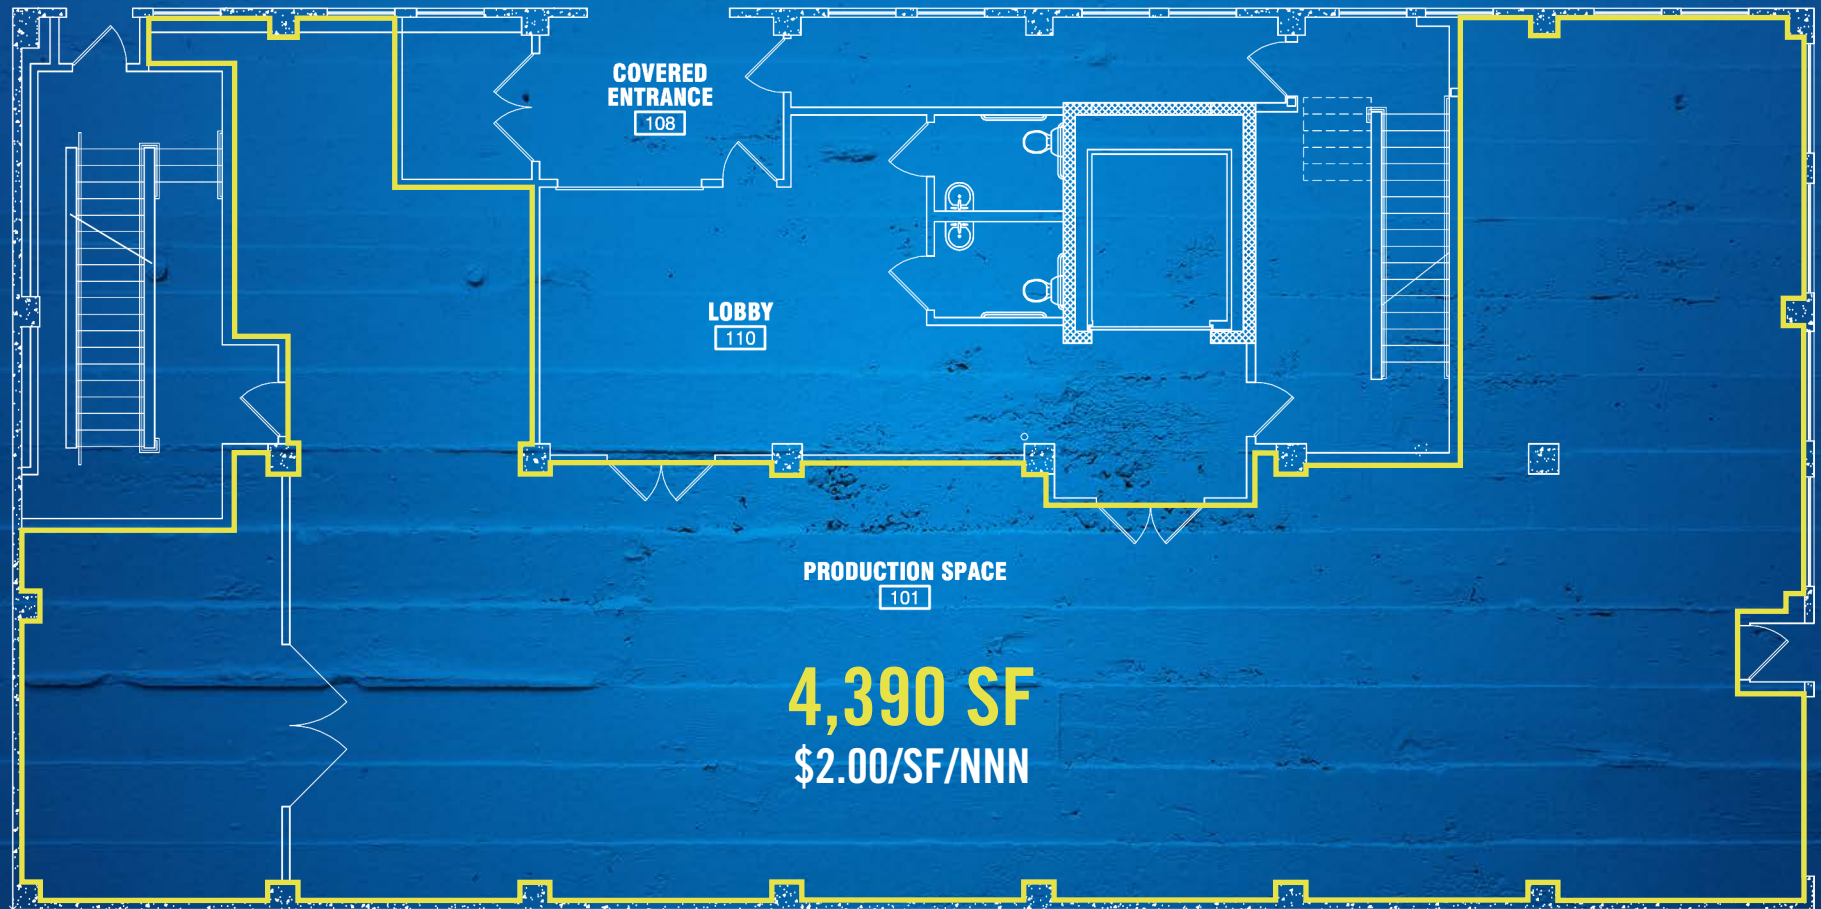 COVERED
ENTRANCE
108
LOBBY
110
PRODUCTION SPACE
101
4,390 SF
$2.00/SF/NNN